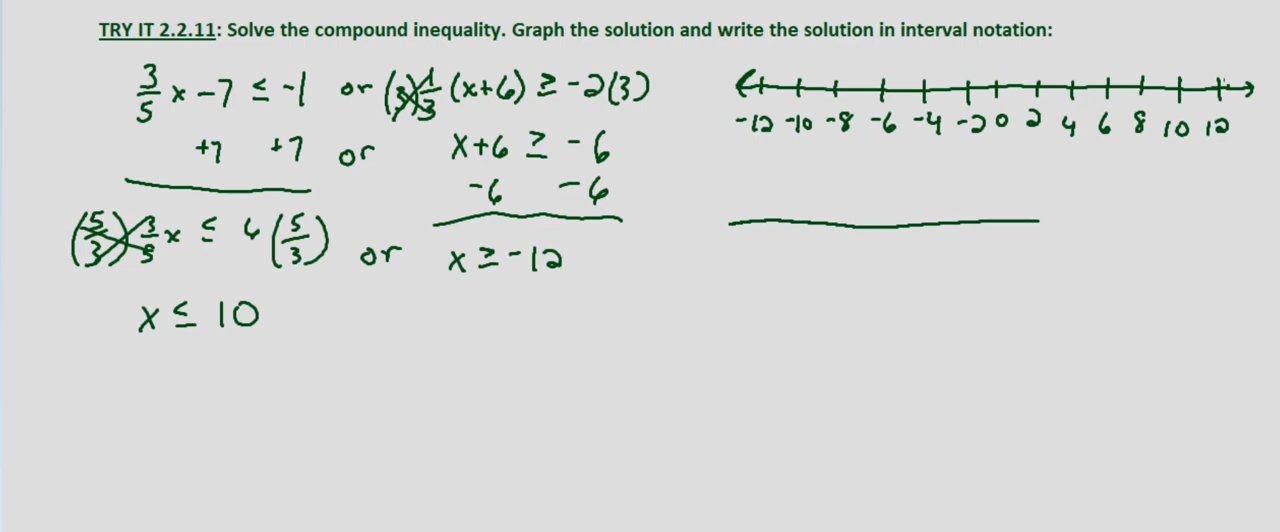 TRY IT 2.2.11: Solve the compound inequality. Graph the solution and write the solution in interval notation:
3/5 x - 7 ≤ -1 or (3) 1/3 (x+6) ≥ -2(3)
+7 +7 or x+6 ≥ -6
-6 -6
(5/3) 3/5 x ≤ 6 (5/3) or x ≥ -12
x ≤ 10
-12 -10 -8 -6 -4 -2 0 2 4 6 8 10 12